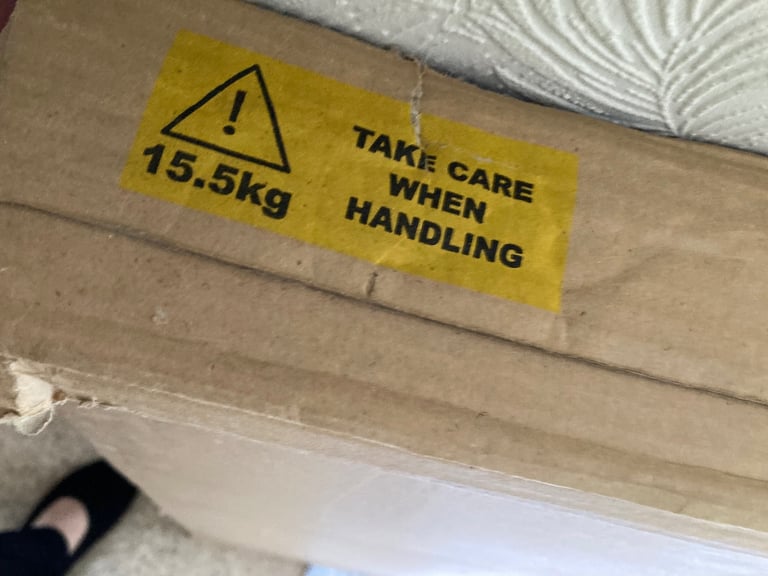 !
15.5kg
TAKE CARE
WHEN
HANDLING